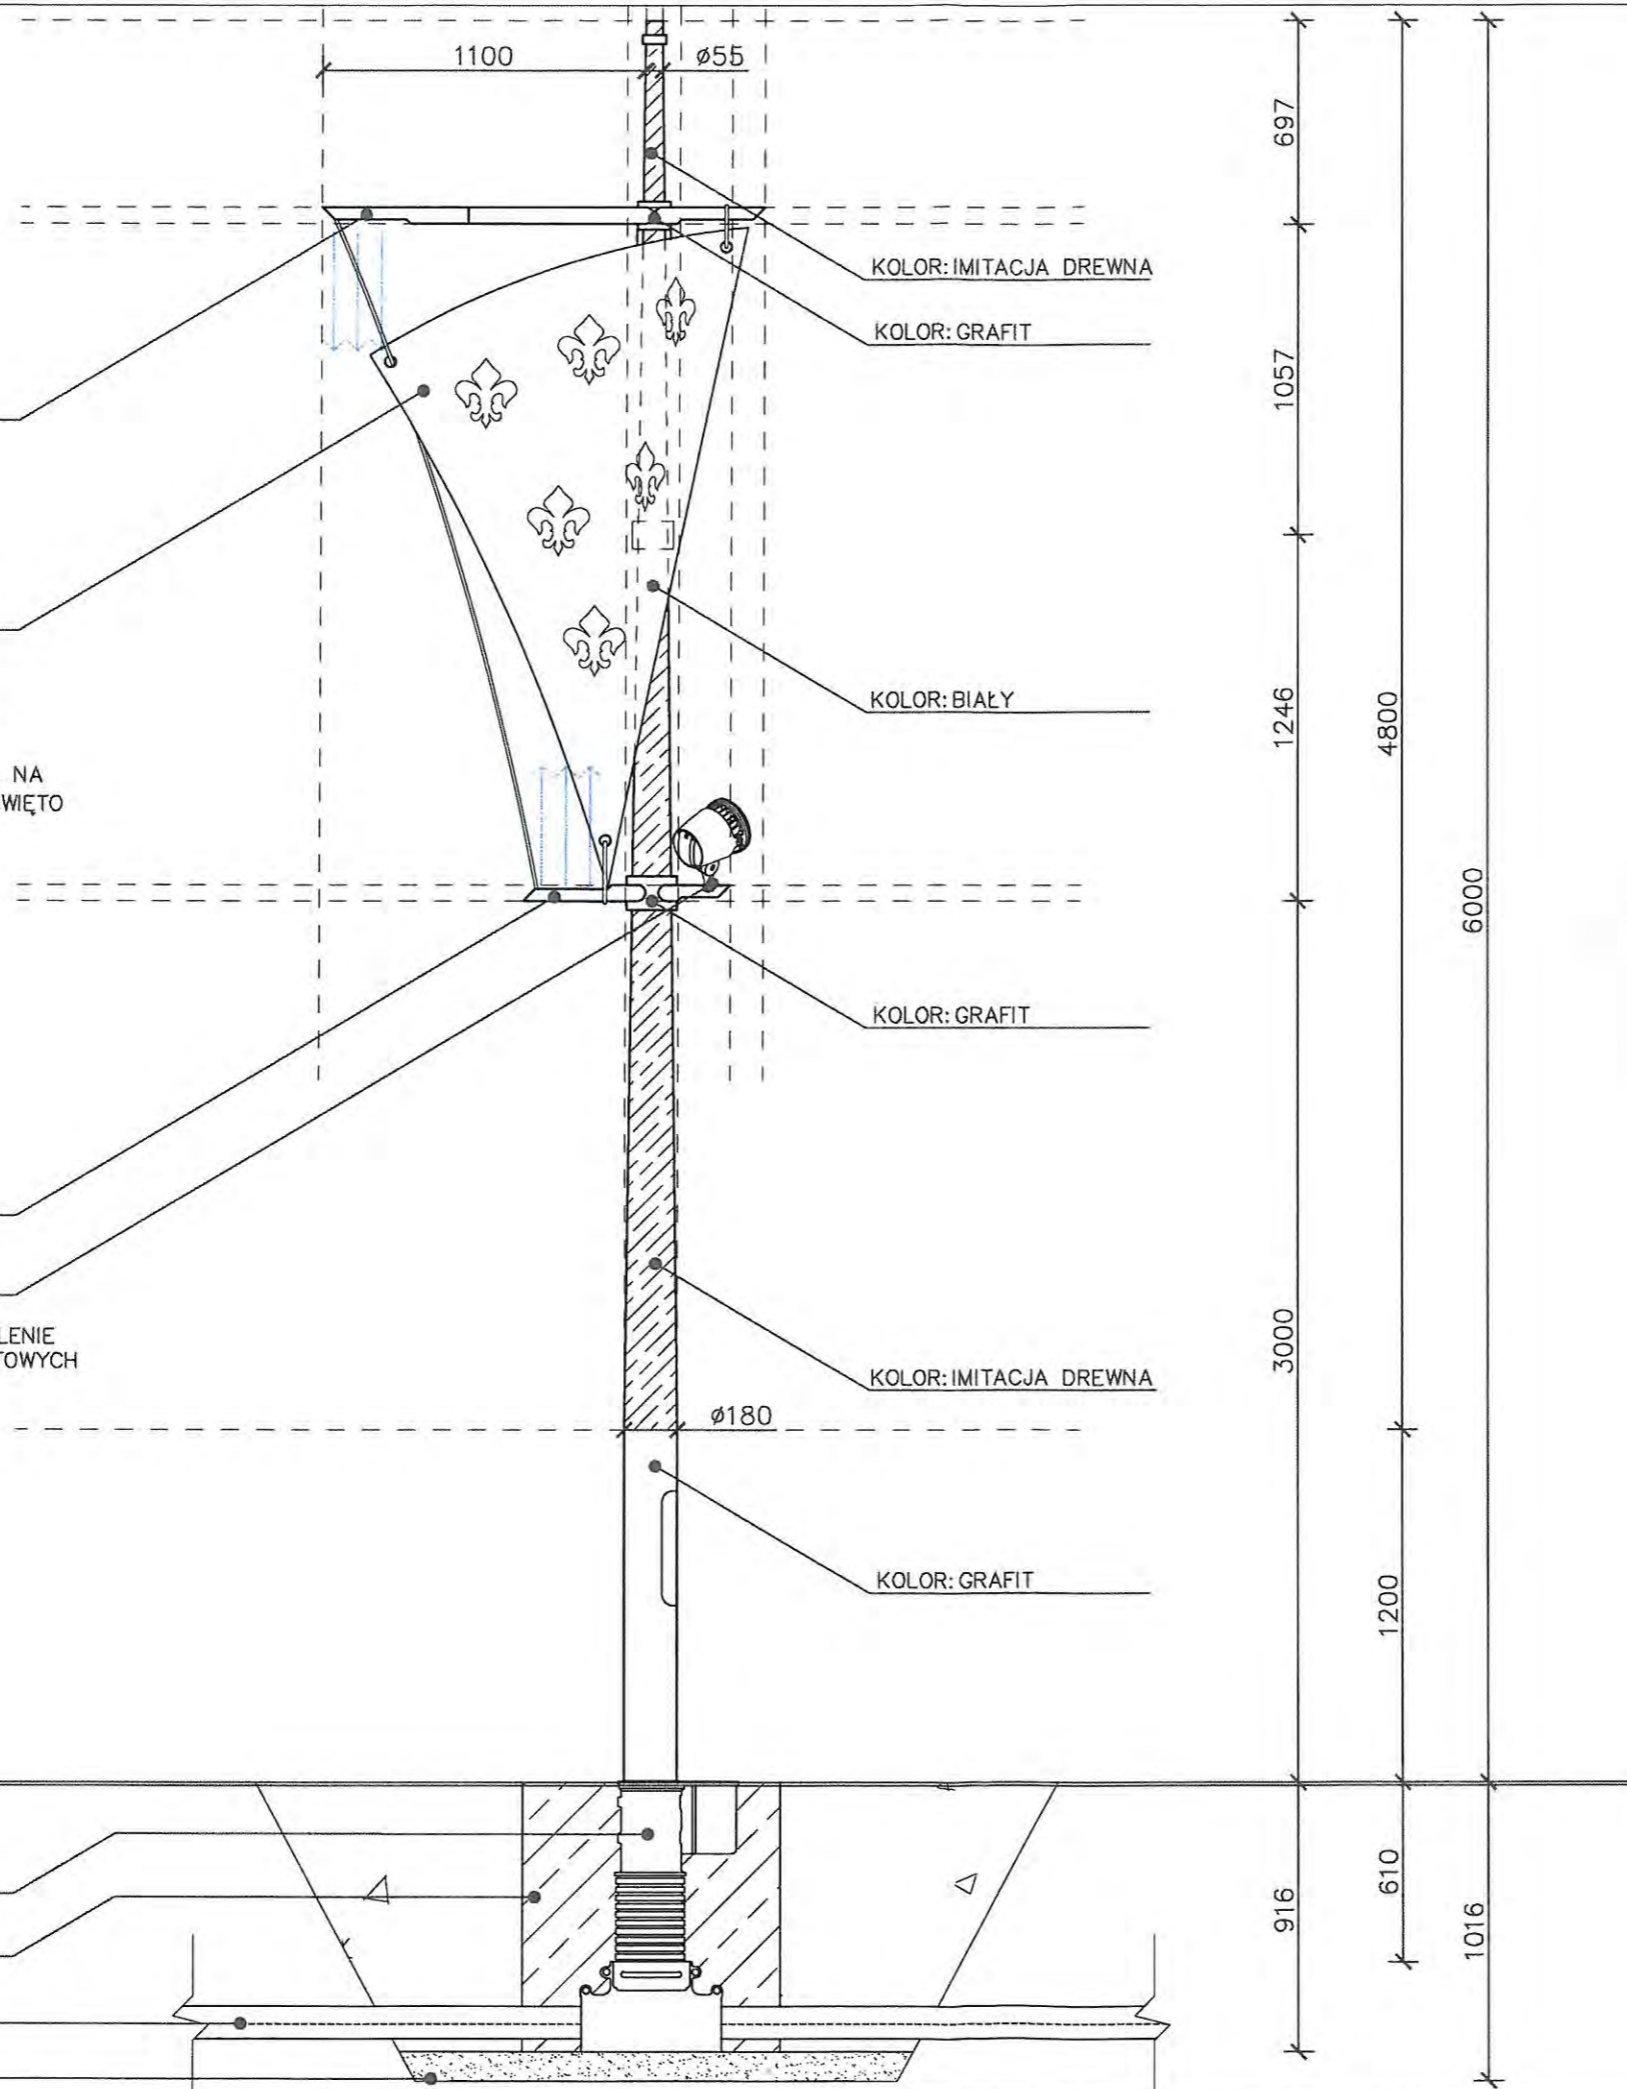 1100
ø55
697
KOLOR: IMITACJA DREWNA
KOLOR: GRAFIT
1057
KOLOR: BIAŁY
1246
4800
NA
WIĘTO
6000
KOLOR: GRAFIT
3000
LENIE
TOWYCH
KOLOR: IMITACJA DREWNA
ø180
KOLOR: GRAFIT
1200
916
610
1016